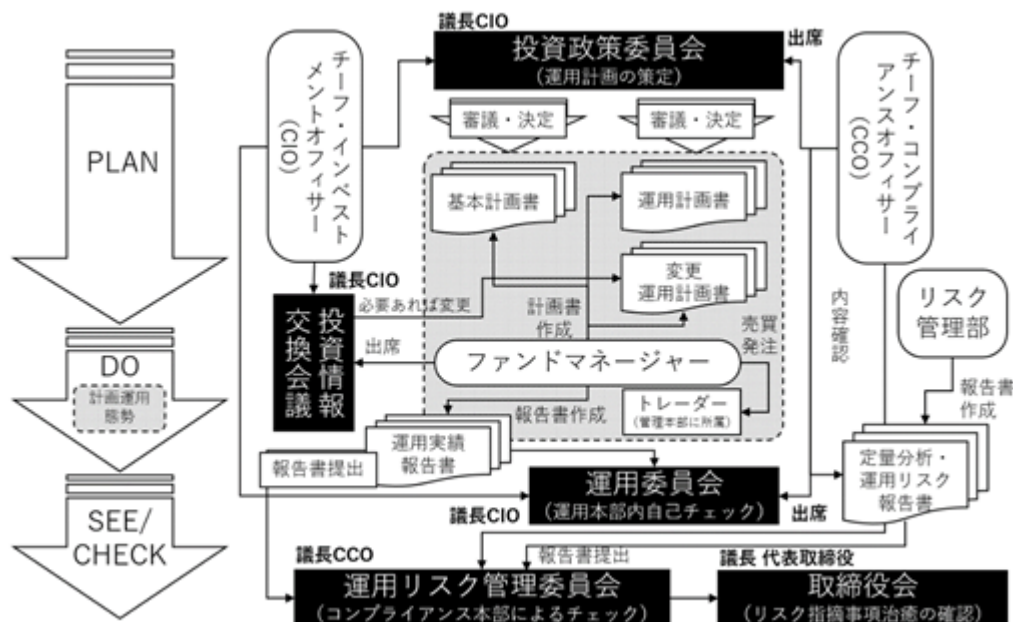 議長CIO
投資政策委員会
(運用計画の策定)
出席
チーフ・インベスト
メントオフィサー
(CIO)
チーフ・コンプライ
アンスオフィサー
(CCO)
PLAN
審議・決定
審議・決定
基本計画書
運用計画書
変更
運用計画書
議長CIO
必要あれば変更
計画書
作成
売買
発注
内容確認
リスク
管理部
投資情報
交換会議
出席
ファンドマネージャー
DO
計画運用
態勢
報告書作成
トレーダー
(管理本部に所属)
報告書
作成
運用実績
報告書
報告書提出
定量分析・
運用リスク
報告書
運用委員会
(運用本部内自己チェック)
議長CIO
出席
SEE/
CHECK
議長CCO
報告書提出
議長 代表取締役
運用リスク管理委員会
(コンプライアンス本部によるチェック)
取締役会
(リスク指摘事項治癒の確認)